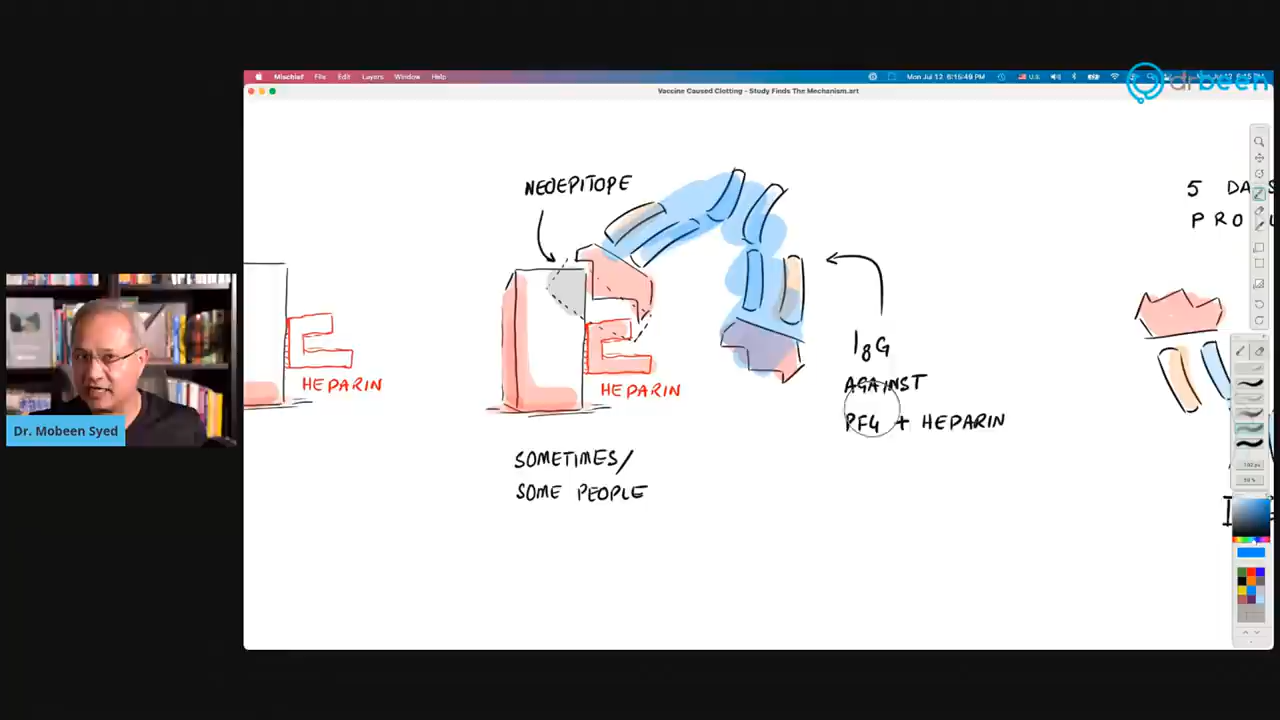 Mischief File Edit Layers Window Help
Mon Jul 12 6:15:49 PM
drbeen
Vaccine Caused Clotting - Study Finds The Mechanism.art
NEOEPITOPE
5 DA
PRO
HEPARIN
HEPARIN
IgG
AGAINST
PF4 + HEPARIN
Dr. Mobeen Syed
SOMETIMES/
SOME PEOPLE